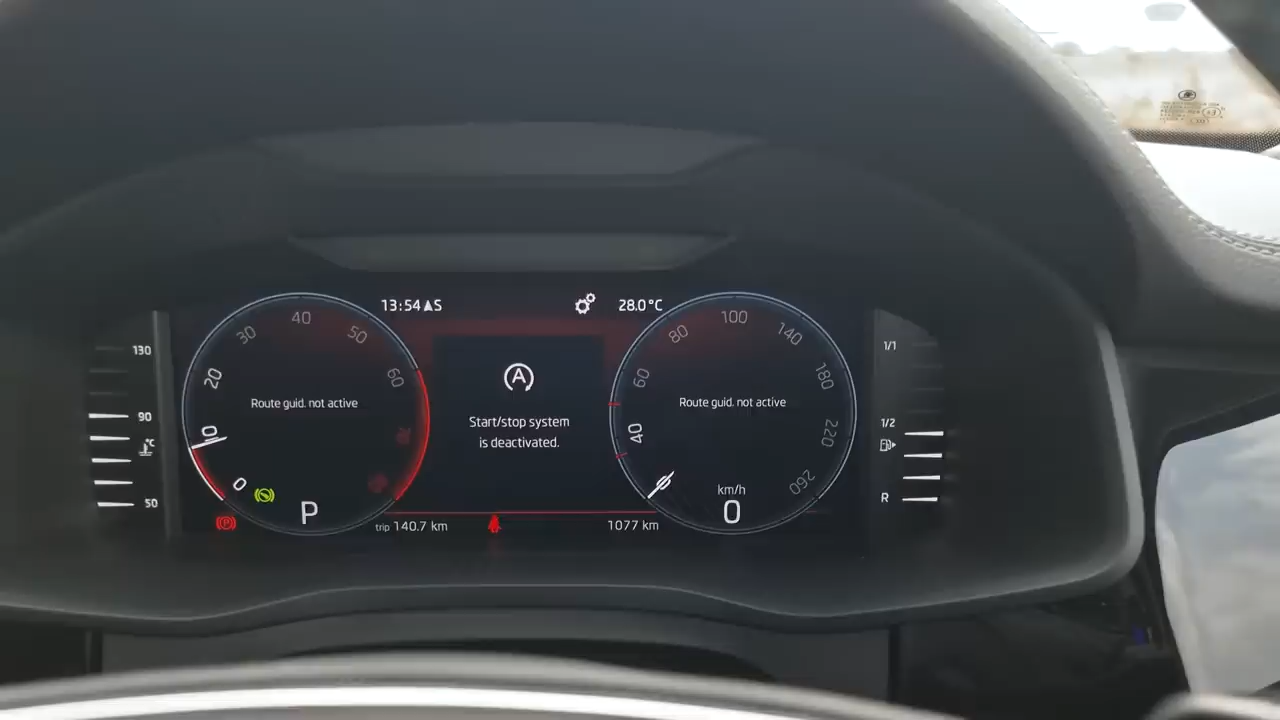 13:54 S
28.0°C
130
90
°C
50
0
10
20
30
40
50
60
Route guid. not active
P
P
trip 140.7 km
A
Start/stop system
is deactivated.
1077 km
40
60
80
100
140
180
220
260
Route guid. not active
km/h
0
1/1
1/2
R